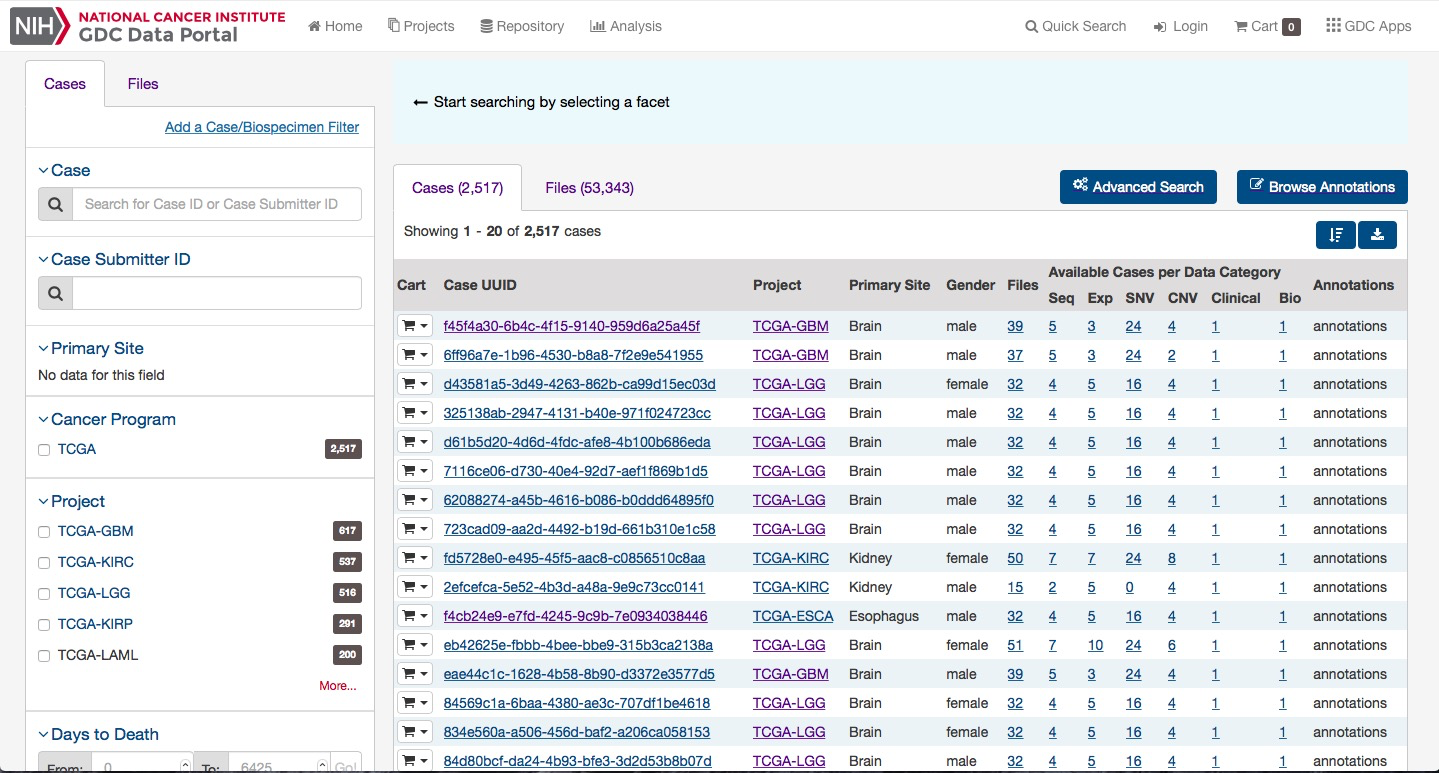 NIH NATIONAL CANCER INSTITUTE
GDC Data Portal
Home Projects Repository Analysis Quick Search Login Cart 0 GDC Apps
Cases Files
Add a Case/Biospecimen Filter
Case
Search for Case ID or Case Submitter ID
Case Submitter ID
Primary Site
No data for this field
Cancer Program
TCGA 2,517
Project
TCGA-GBM 617
TCGA-KIRC 537
TCGA-LGG 516
TCGA-KIRP 291
TCGA-LAML 200
More...
Days to Death
From: 0 To: 6425 Go!
← Start searching by selecting a facet
Cases (2,517) Files (53,343) Advanced Search Browse Annotations
Showing 1 - 20 of 2,517 cases
Cart Case UUID Project Primary Site Gender Files Available Cases per Data Category Annotations
Seq Exp SNV CNV Clinical Bio
f45f4a30-6b4c-4f15-9140-959d6a25a45f TCGA-GBM Brain male 39 5 3 24 4 1 1 annotations
6ff96a7e-1b96-4530-b8a8-7f2e9e541955 TCGA-GBM Brain male 37 5 3 24 2 1 1 annotations
d43581a5-3d49-4263-862b-ca99d15ec03d TCGA-LGG Brain female 32 4 5 16 4 1 1 annotations
325138ab-2947-4131-b40e-971f024723cc TCGA-LGG Brain male 32 4 5 16 4 1 1 annotations
d61b5d20-4d6d-4fdc-afe8-4b100b686eda TCGA-LGG Brain male 32 4 5 16 4 1 1 annotations
7116ce06-d730-40e4-92d7-aef1f869b1d5 TCGA-LGG Brain male 32 4 5 16 4 1 1 annotations
62088274-a45b-4616-b086-b0ddd64895f0 TCGA-LGG Brain male 32 4 5 16 4 1 1 annotations
723cad09-aa2d-4492-b19d-661b310e1c58 TCGA-LGG Brain male 32 4 5 16 4 1 1 annotations
fd5728e0-e495-45f5-aac8-c0856510c8aa TCGA-KIRC Kidney female 50 7 7 24 8 1 1 annotations
2efcefca-5e52-4b3d-a48a-9e9c73cc0141 TCGA-KIRC Kidney male 15 2 5 0 4 1 1 annotations
f4cb24e9-e7fd-4245-9c9b-7e0934038446 TCGA-ESCA Esophagus male 32 4 5 16 4 1 1 annotations
eb42625e-fbbb-4bee-bbe9-315b3ca2138a TCGA-LGG Brain female 51 7 10 24 6 1 1 annotations
eae44c1c-1628-4b58-8b90-d3372e3577d5 TCGA-GBM Brain male 39 5 3 24 4 1 1 annotations
84569c1a-6baa-4380-ae3c-707df1be4618 TCGA-LGG Brain female 32 4 5 16 4 1 1 annotations
834e560a-a506-456d-baf2-a206ca058153 TCGA-LGG Brain female 32 4 5 16 4 1 1 annotations
84d80bcf-da24-4b93-bfe3-3d2d53b8b07d TCGA-LGG Brain male 32 4 5 16 4 1 1 annotations